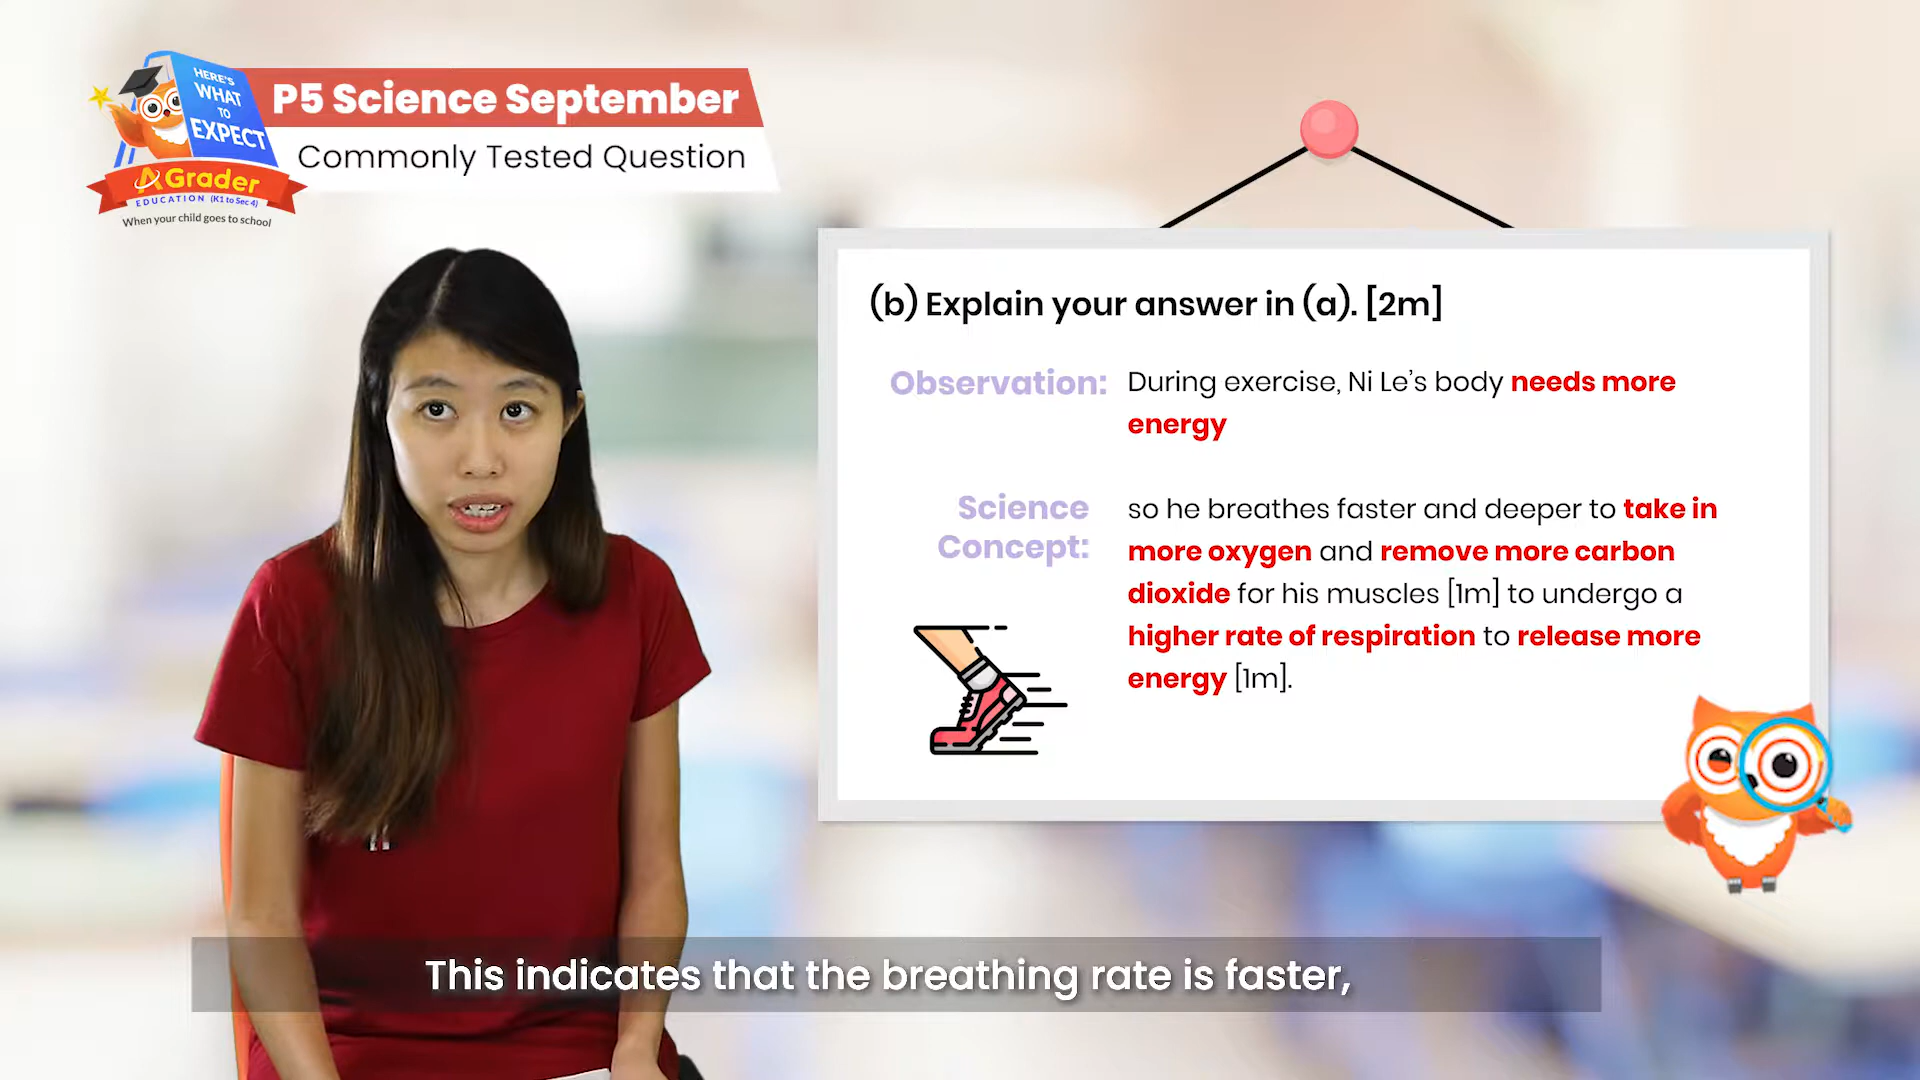 HERE'S
WHAT
TO
EXPECT
AGrader
EDUCATION (K1 to Sec 4)
When your child goes to school
P5 Science September
Commonly Tested Question
(b) Explain your answer in (a). [2m]
Observation: During exercise, Ni Le's body needs more
energy
Science so he breathes faster and deeper to take in
Concept: more oxygen and remove more carbon
dioxide for his muscles [1m] to undergo a
higher rate of respiration to release more
energy [1m].
This indicates that the breathing rate is faster,